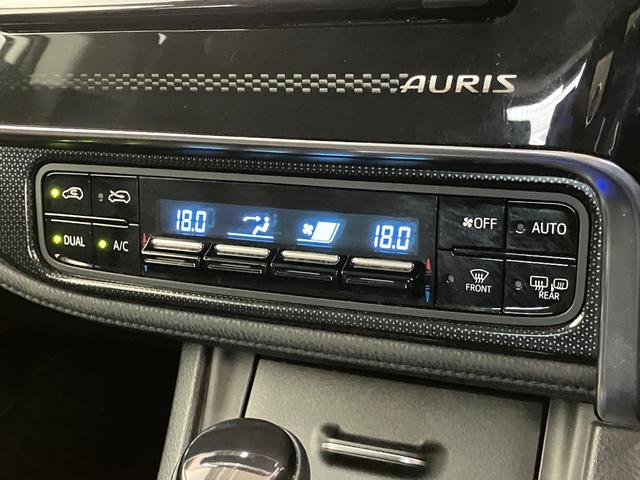 AURIS
18.0 18.0
OFF AUTO
DUAL A/C
FRONT REAR